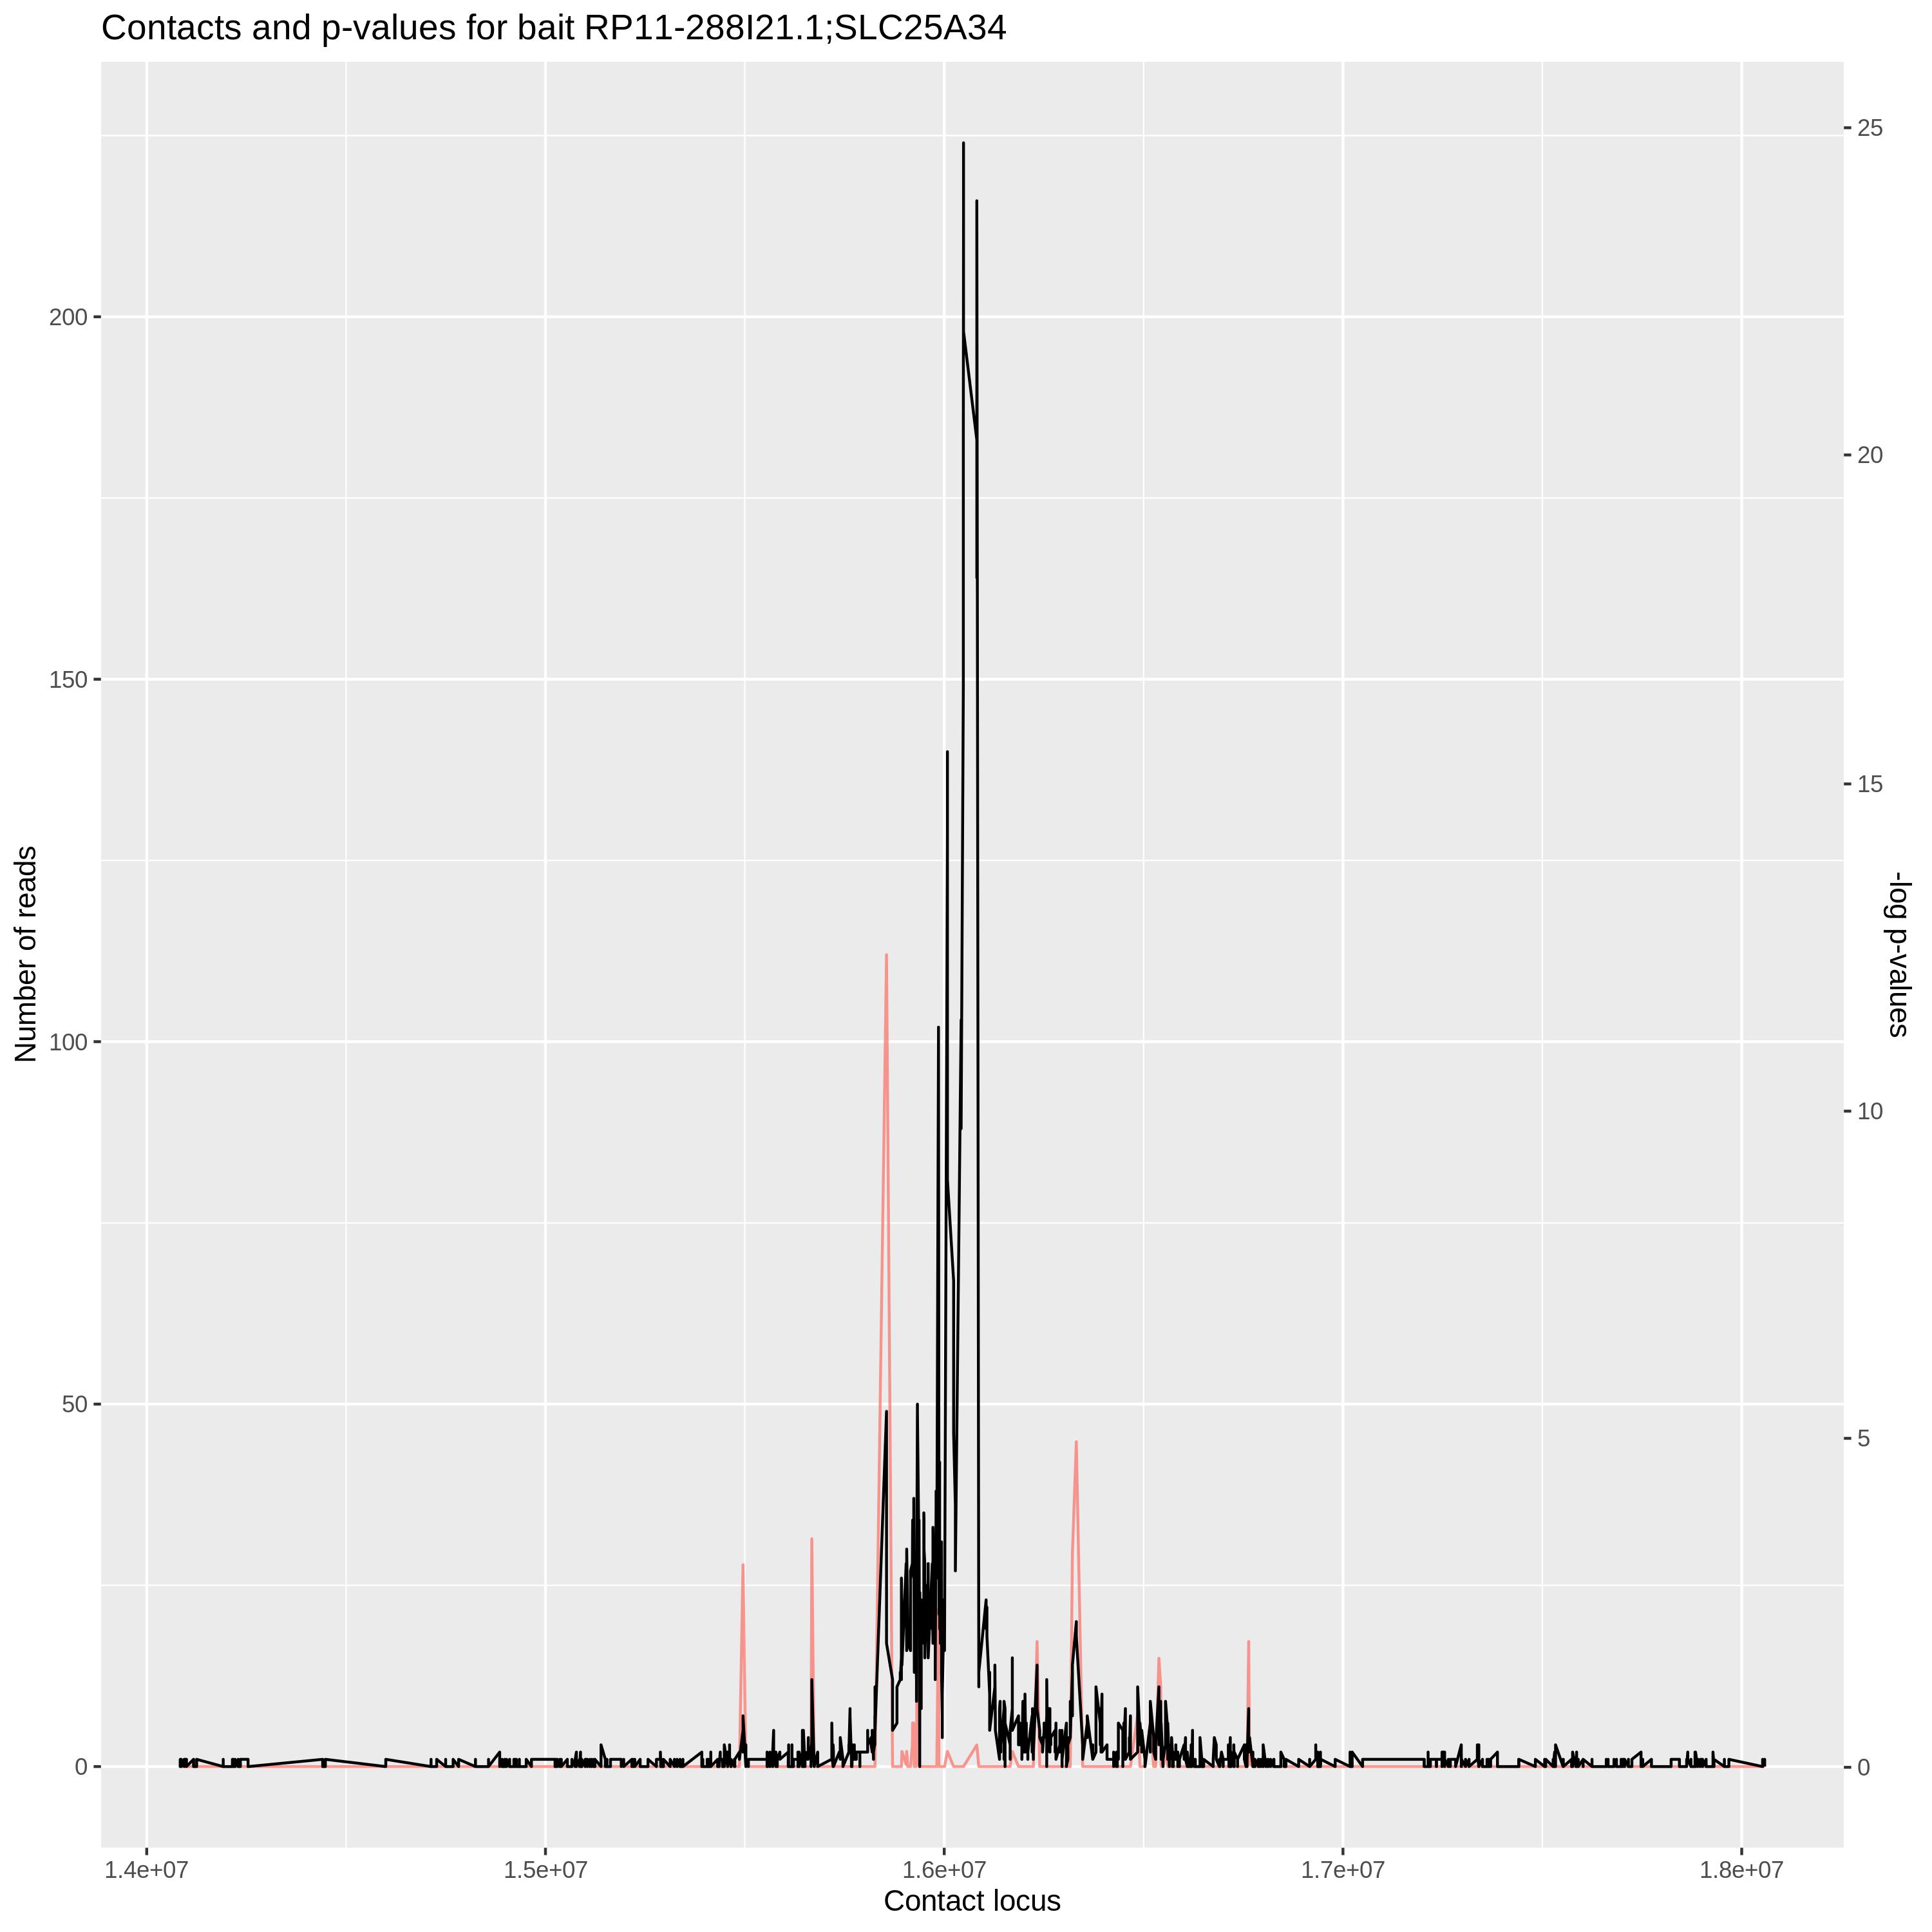 Contacts and p-values for bait RP11-288I21.1;SLC25A34
Number of reads
200
150
100
50
0
25
20
15
10
5
0
-log p-values
1.4e+07 1.5e+07 1.6e+07 1.7e+07 1.8e+07
Contact locus